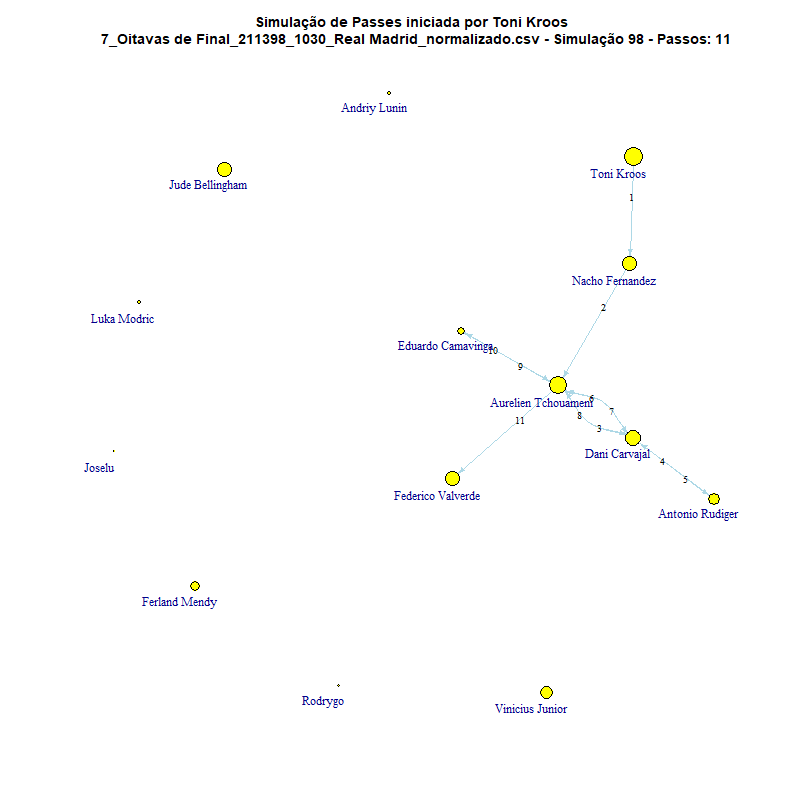 Simulação de Passes iniciada por Toni Kroos
7_Oitavas de Final_211398_1030_Real Madrid_normalizado.csv - Simulação 98 - Passos: 11
Andriy Lunin
Jude Bellingham
Toni Kroos
1
Nacho Fernandez
2
Luka Modric
Eduardo Camavinga
10
9
Aurelien Tchouameni
6
7
8
3
11
Dani Carvajal
4
Joselu
5
Federico Valverde
Antonio Rudiger
Ferland Mendy
Rodrygo
Vinicius Junior